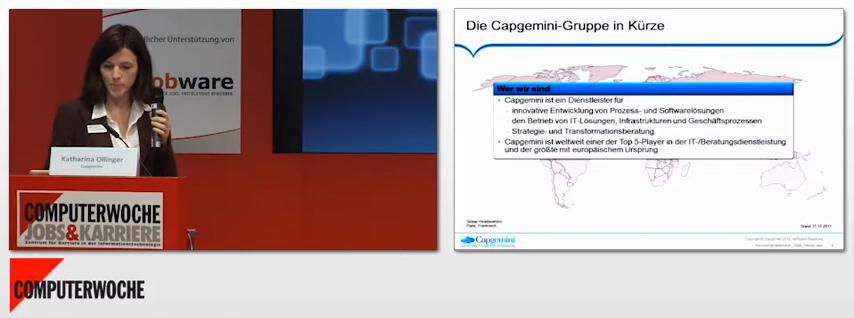 dlicher Unterstützung von
obware
Katharina Ollinger
Capgemini
COMPUTERWOCHE
JOBS&KARRIERE
Zentrum für Karriere in der Informationstechnologie
COMPUTERWOCHE
Die Capgemini-Gruppe in Kürze
Wer wir sind
• Capgemini ist ein Dienstleister für
- innovative Entwicklung von Prozess- und Softwarelösungen
- den Betrieb von IT-Lösungen, Infrastrukturen und Geschäftsprozessen
- Strategie- und Transformationsberatung.
• Capgemini ist weltweit einer der Top 5-Player in der IT-/Beratungsdienstleistung
und der größte mit europäischem Ursprung
Group Headquarters
Paris, Frankreich
Stand: 31.12.2011
Capgemini